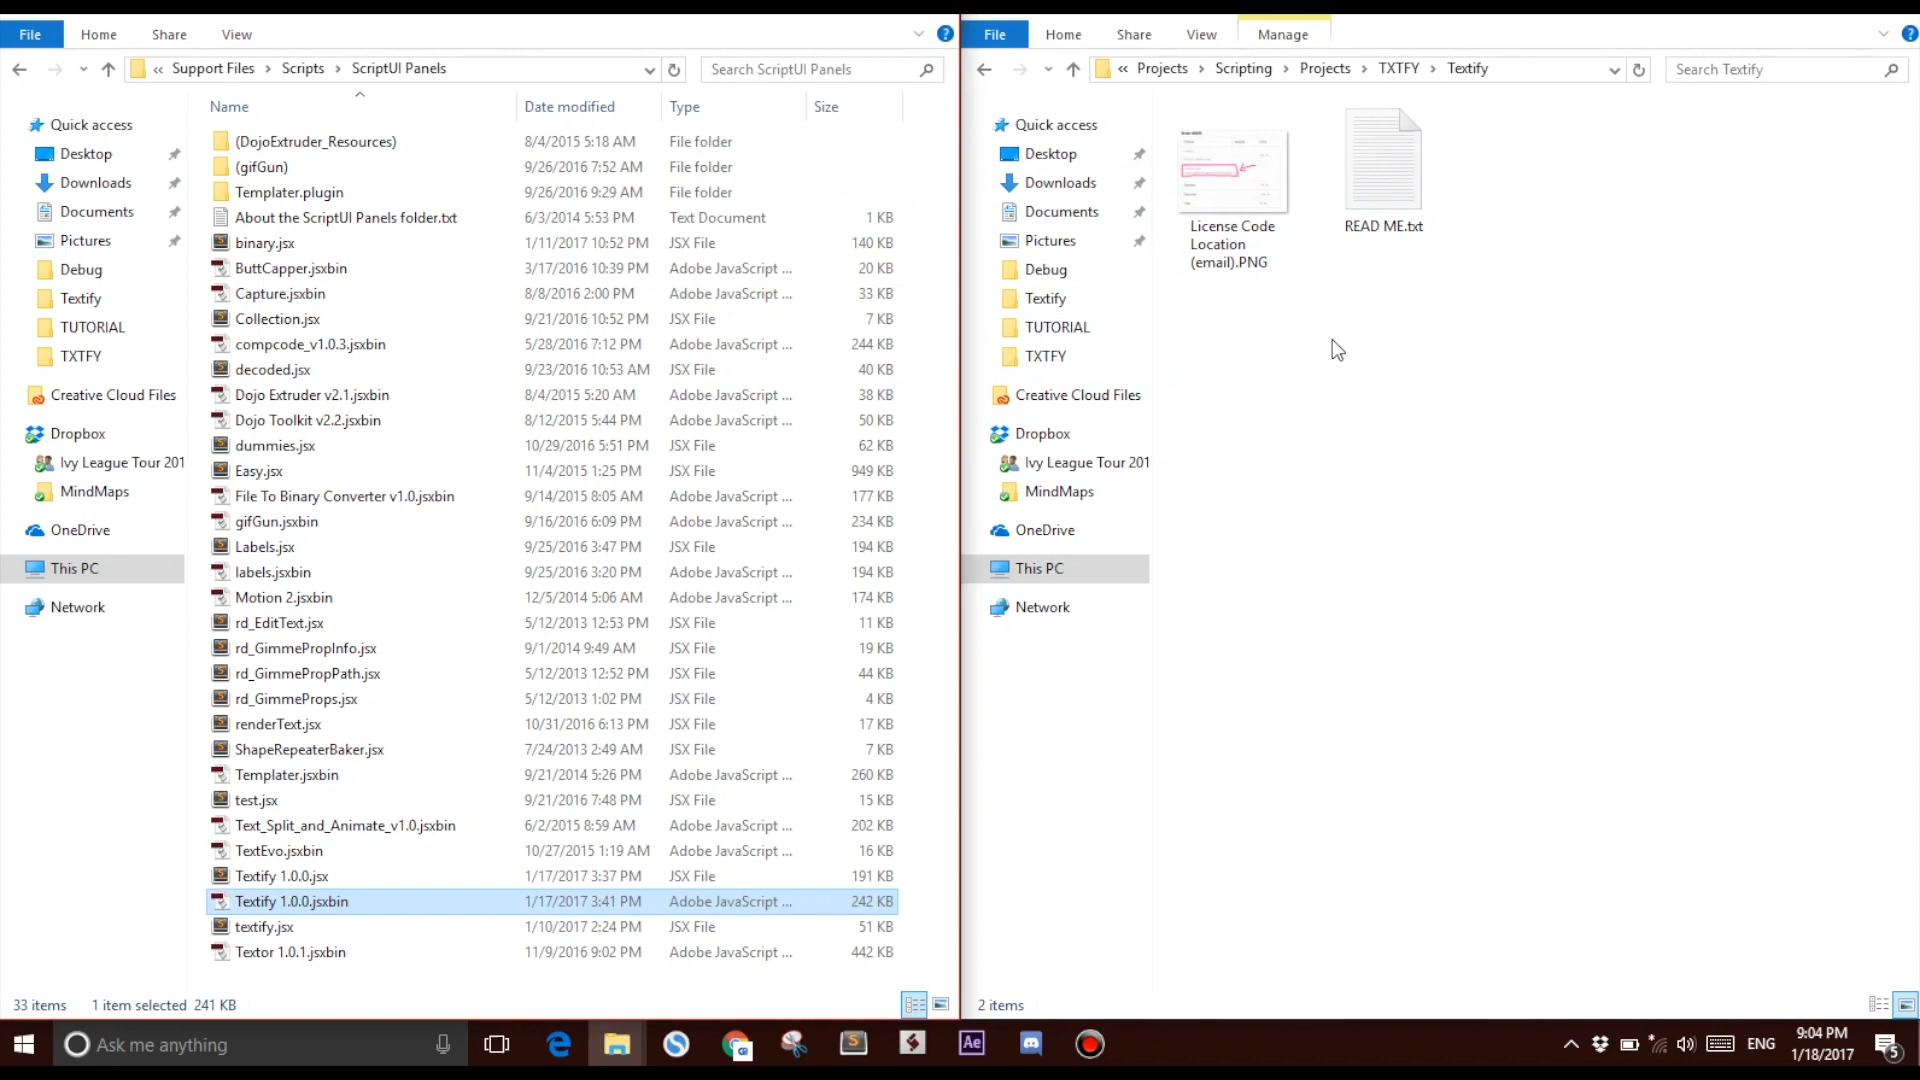 File Home Share View
« Support Files > Scripts > ScriptUI Panels
Search ScriptUI Panels
Quick access
Desktop
Downloads
Documents
Pictures
Debug
Textify
TUTORIAL
TXTFY
Creative Cloud Files
Dropbox
Ivy League Tour 201
MindMaps
OneDrive
This PC
Network
Name Date modified Type Size
(DojoExtruder_Resources) 8/4/2015 5:18 AM File folder
(gifGun) 9/26/2016 7:52 AM File folder
Templater.plugin 9/26/2016 9:29 AM File folder
About the ScriptUI Panels folder.txt 6/3/2014 5:53 PM Text Document 1 KB
binary.jsx 1/11/2017 10:52 PM JSX File 140 KB
ButtCapper.jsxbin 3/17/2016 10:39 PM Adobe JavaScript ... 20 KB
Capture.jsxbin 8/8/2016 2:00 PM Adobe JavaScript ... 33 KB
Collection.jsx 9/21/2016 10:52 PM JSX File 7 KB
compcode_v1.0.3.jsxbin 5/28/2016 7:12 PM Adobe JavaScript ... 244 KB
decoded.jsx 9/23/2016 10:53 AM JSX File 40 KB
Dojo Extruder v2.1.jsxbin 8/4/2015 5:20 AM Adobe JavaScript ... 38 KB
Dojo Toolkit v2.2.jsxbin 8/12/2015 5:44 PM Adobe JavaScript ... 50 KB
dummies.jsx 10/29/2016 5:51 PM JSX File 62 KB
Easy.jsx 11/4/2015 1:25 PM JSX File 949 KB
File To Binary Converter v1.0.jsxbin 9/14/2015 8:05 AM Adobe JavaScript ... 177 KB
gifGun.jsxbin 9/16/2016 6:09 PM Adobe JavaScript ... 234 KB
Labels.jsx 9/25/2016 3:47 PM JSX File 194 KB
labels.jsxbin 9/25/2016 3:20 PM Adobe JavaScript ... 194 KB
Motion 2.jsxbin 12/5/2014 5:06 AM Adobe JavaScript ... 174 KB
rd_EditText.jsx 5/12/2013 12:53 PM JSX File 11 KB
rd_GimmePropInfo.jsx 9/1/2014 9:49 AM JSX File 19 KB
rd_GimmePropPath.jsx 5/12/2013 12:52 PM JSX File 44 KB
rd_GimmeProps.jsx 5/12/2013 1:02 PM JSX File 4 KB
renderText.jsx 10/31/2016 6:13 PM JSX File 17 KB
ShapeRepeaterBaker.jsx 7/24/2013 2:49 AM JSX File 7 KB
Templater.jsxbin 9/21/2014 5:26 PM Adobe JavaScript ... 260 KB
test.jsx 9/21/2016 7:48 PM JSX File 15 KB
Text_Split_and_Animate_v1.0.jsxbin 6/2/2015 8:59 AM Adobe JavaScript ... 202 KB
TextEvo.jsxbin 10/27/2015 1:19 AM Adobe JavaScript ... 16 KB
Textify 1.0.0.jsx 1/17/2017 3:37 PM JSX File 191 KB
Textify 1.0.0.jsxbin 1/17/2017 3:41 PM Adobe JavaScript ... 242 KB
textify.jsx 1/10/2017 2:24 PM JSX File 51 KB
Textor 1.0.1.jsxbin 11/9/2016 9:02 PM Adobe JavaScript ... 442 KB
33 items 1 item selected 241 KB
File Home Share View Manage
« Projects > Scripting > Projects > TXTFY > Textify
Search Textify
Quick access
Desktop
Downloads
Documents
Pictures
Debug
Textify
TUTORIAL
TXTFY
Creative Cloud Files
Dropbox
Ivy League Tour 201
MindMaps
OneDrive
This PC
Network
License Code
Location
(email).PNG
READ ME.txt
2 items
Ask me anything
Ae
ENG
9:04 PM
1/18/2017
5